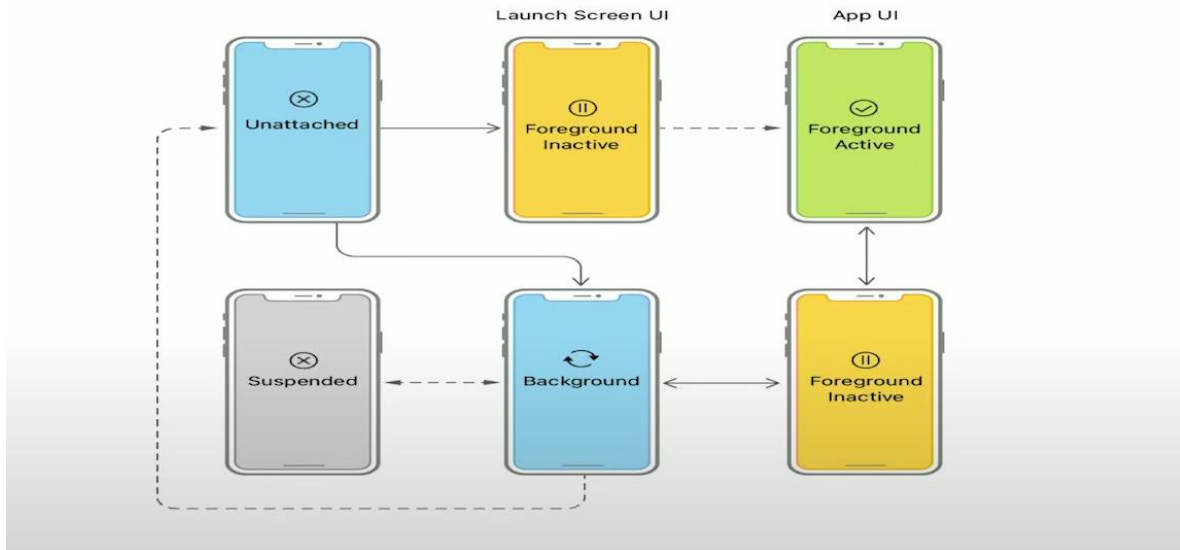 Launch Screen UI
App UI
Unattached
Foreground
Inactive
Foreground
Active
Suspended
Background
Foreground
Inactive